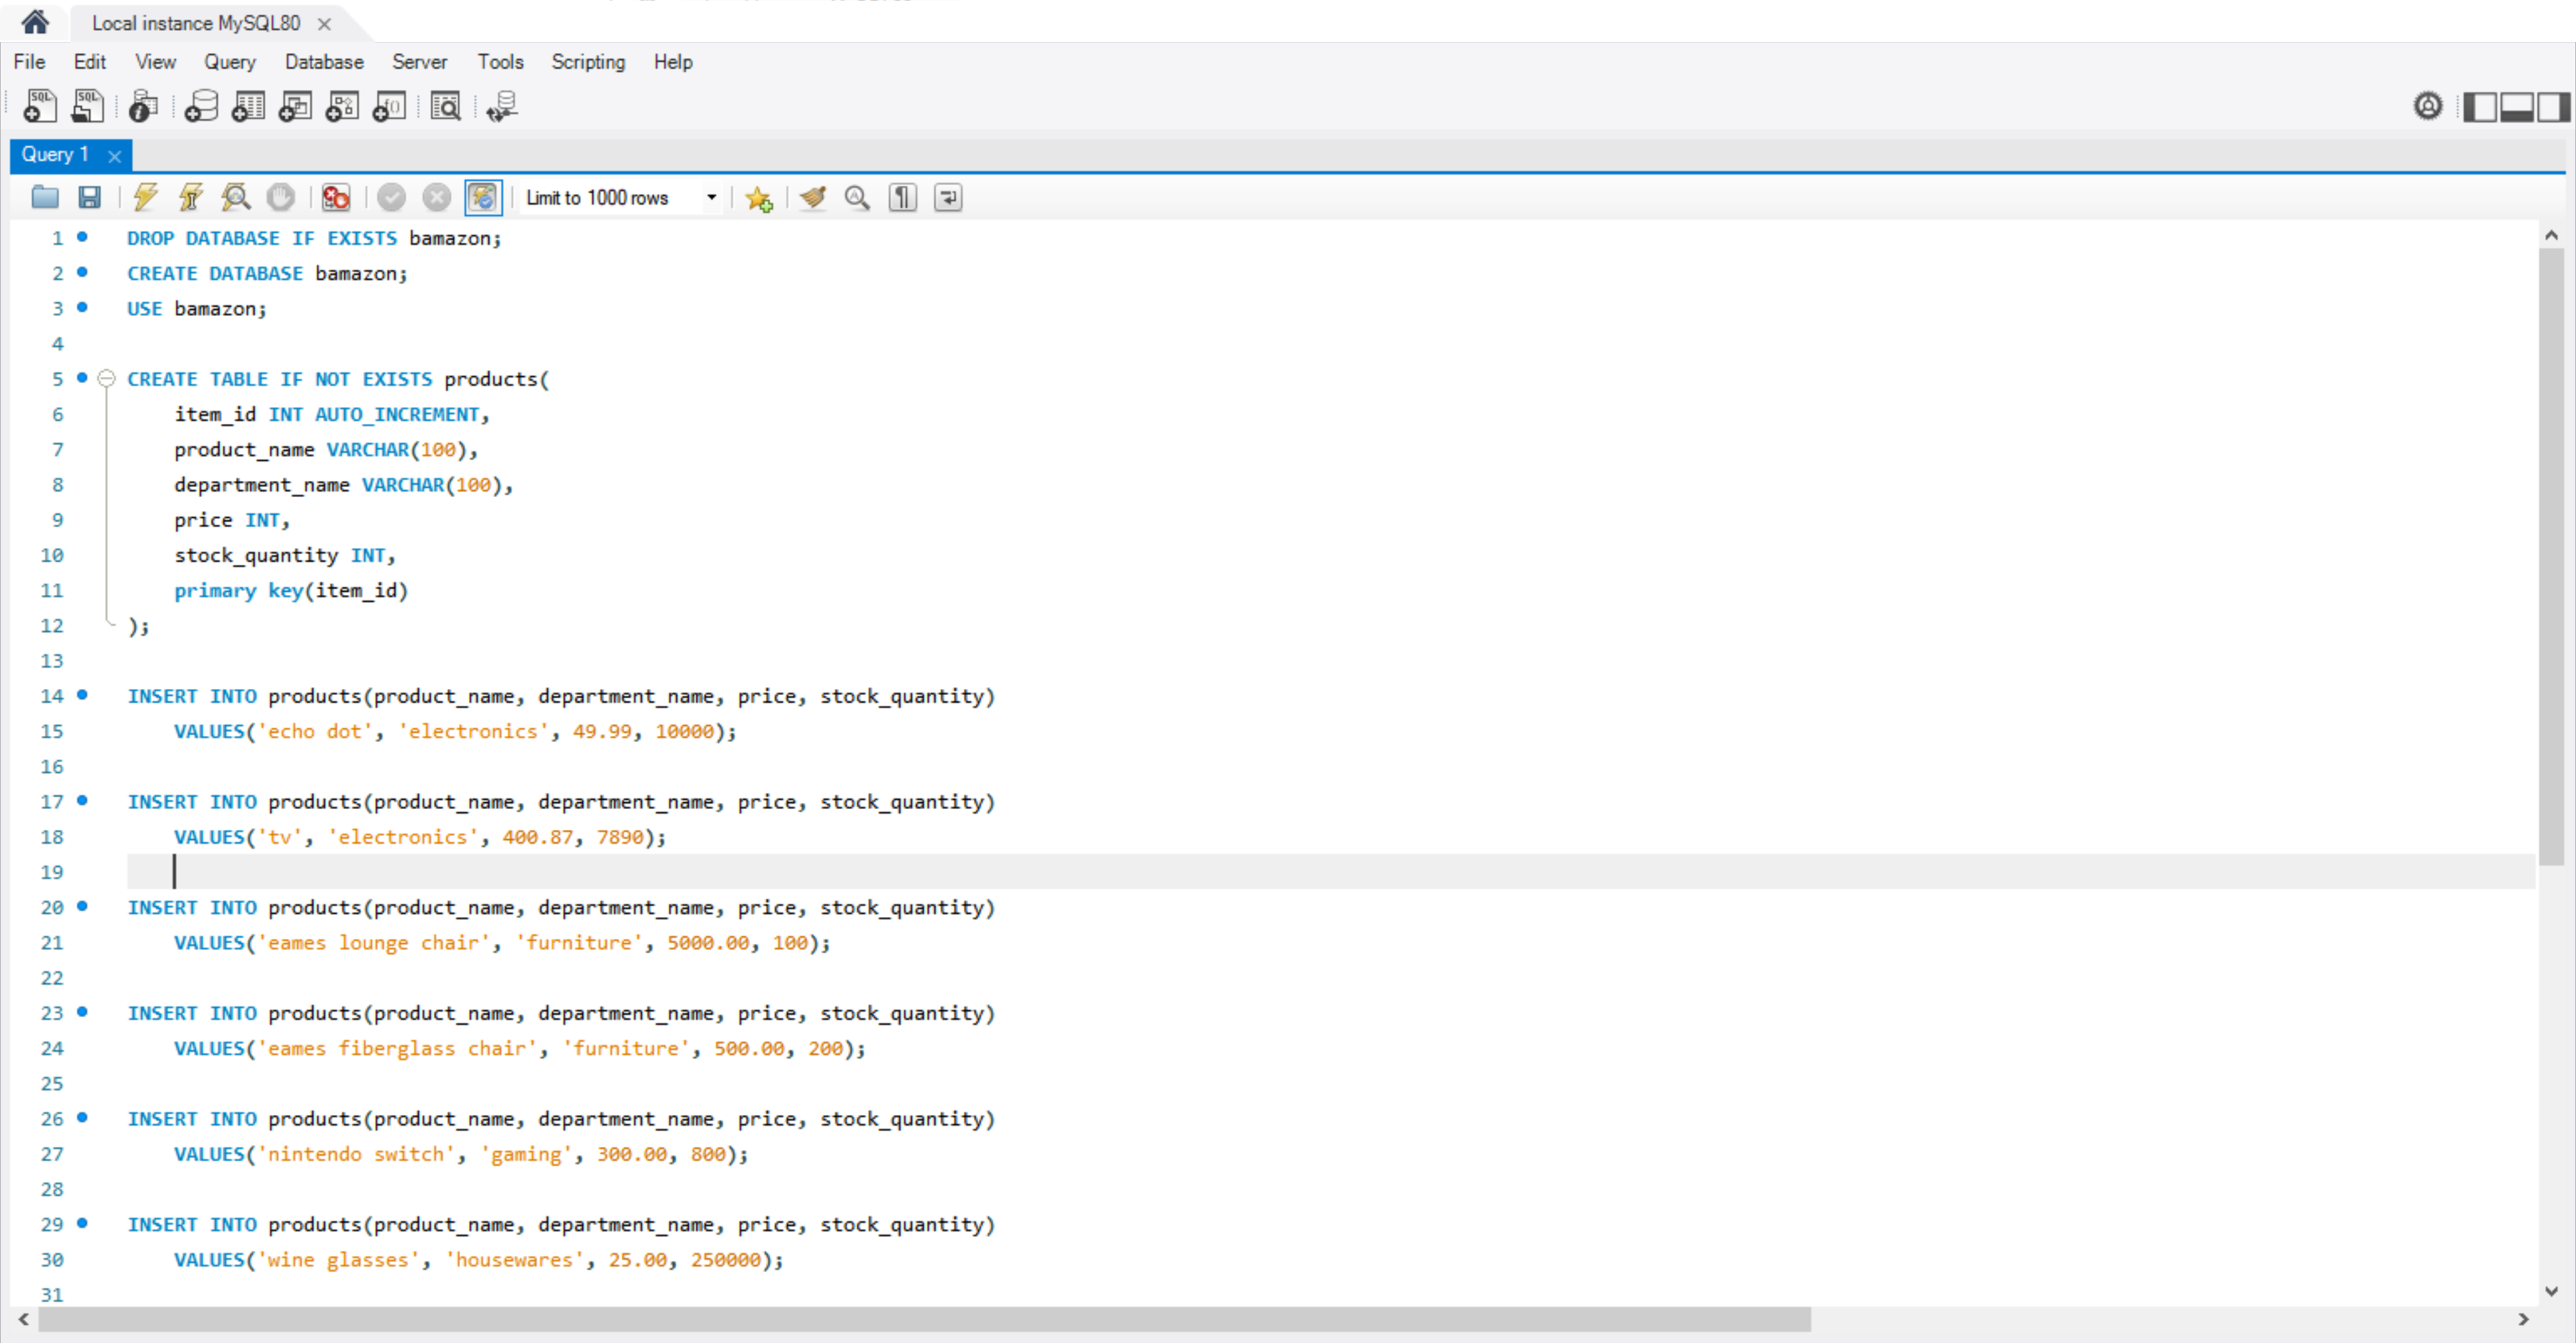 Local instance MySQL80
File Edit View Query Database Server Tools Scripting Help
Query 1
Limit to 1000 rows
1 DROP DATABASE IF EXISTS bamazon;
2 CREATE DATABASE bamazon;
3 USE bamazon;
4
5 CREATE TABLE IF NOT EXISTS products(
6 item_id INT AUTO_INCREMENT,
7 product_name VARCHAR(100),
8 department_name VARCHAR(100),
9 price INT,
10 stock_quantity INT,
11 primary key(item_id)
12 );
13
14 INSERT INTO products(product_name, department_name, price, stock_quantity)
15 VALUES('echo dot', 'electronics', 49.99, 10000);
16
17 INSERT INTO products(product_name, department_name, price, stock_quantity)
18 VALUES('tv', 'electronics', 400.87, 7890);
19
20 INSERT INTO products(product_name, department_name, price, stock_quantity)
21 VALUES('eames lounge chair', 'furniture', 5000.00, 100);
22
23 INSERT INTO products(product_name, department_name, price, stock_quantity)
24 VALUES('eames fiberglass chair', 'furniture', 500.00, 200);
25
26 INSERT INTO products(product_name, department_name, price, stock_quantity)
27 VALUES('nintendo switch', 'gaming', 300.00, 800);
28
29 INSERT INTO products(product_name, department_name, price, stock_quantity)
30 VALUES('wine glasses', 'housewares', 25.00, 250000);
31